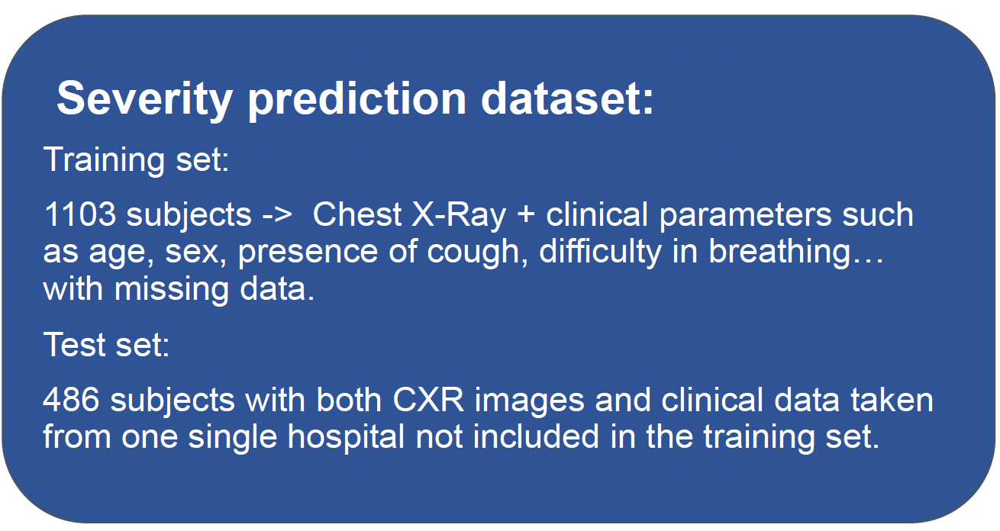 Severity prediction dataset:
Training set:
1103 subjects ->  Chest X-Ray + clinical parameters such
as age, sex, presence of cough, difficulty in breathing…
with missing data.
Test set:
486 subjects with both CXR images and clinical data taken
from one single hospital not included in the training set.